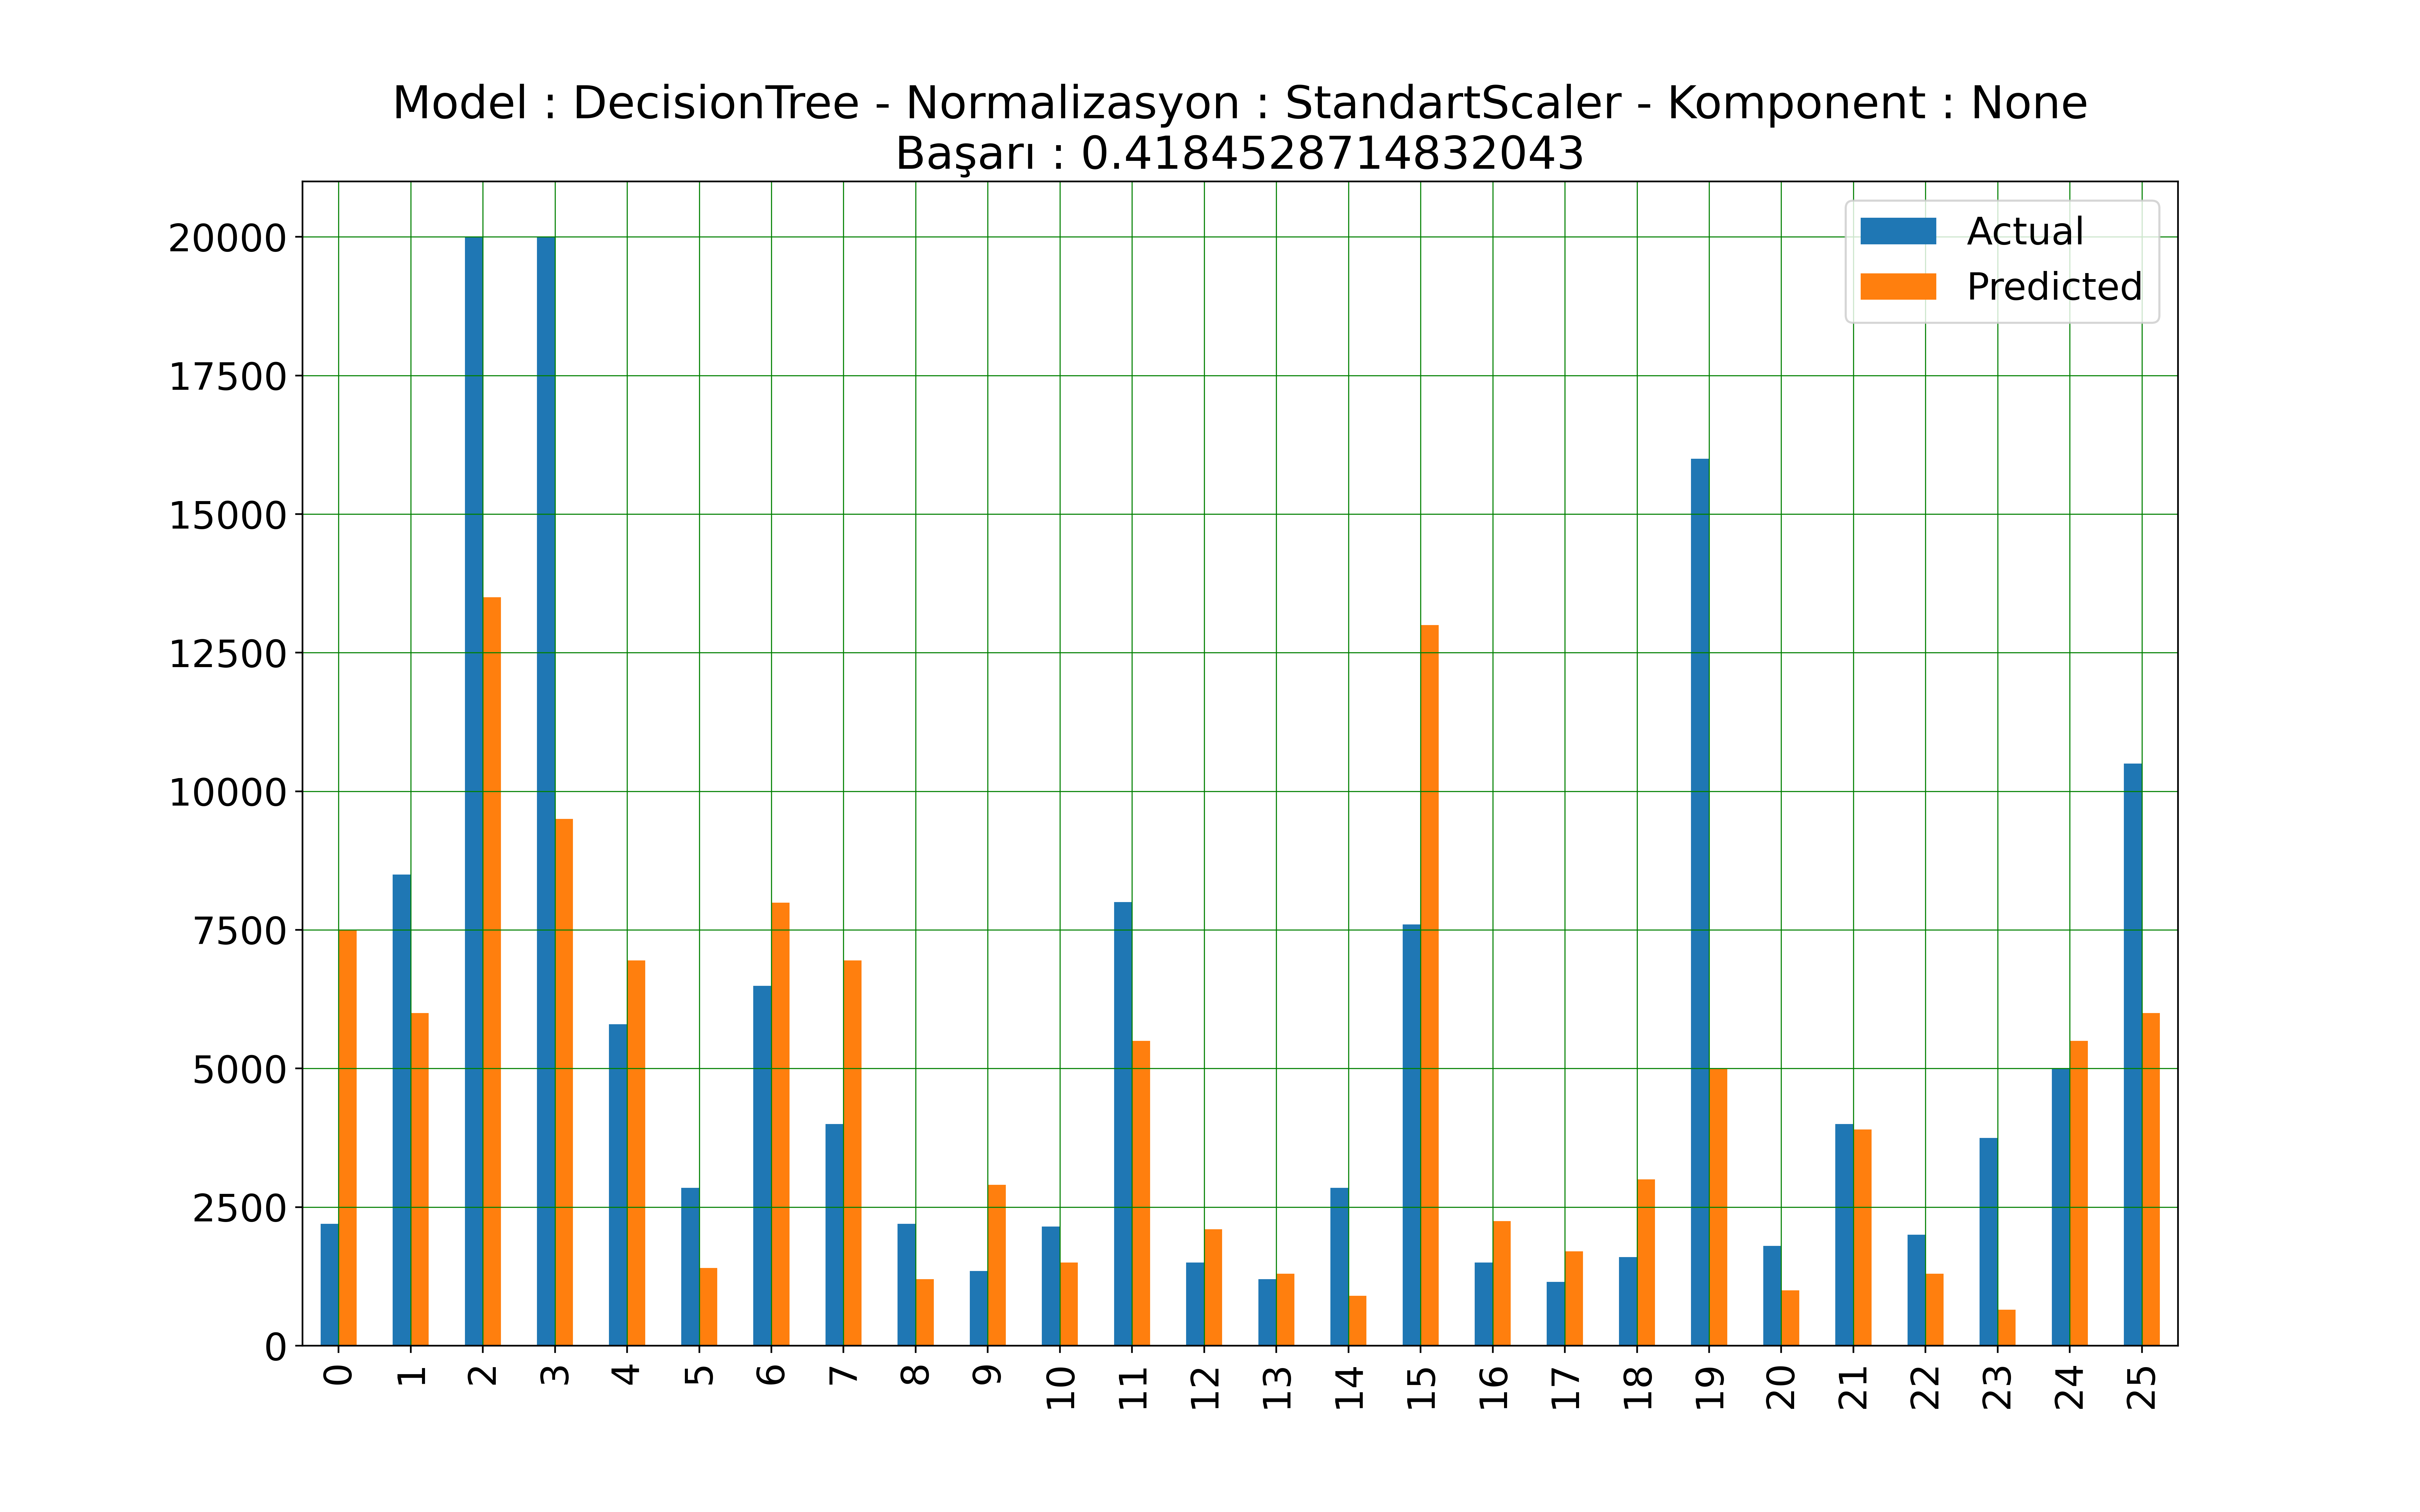 Model : DecisionTree - Normalizasyon : StandartScaler - Komponent : None
Başarı : 0.4184528714832043
Actual
Predicted
20000
17500
15000
12500
10000
7500
5000
2500
0
0 1 2 3 4 5 6 7 8 9 10 11 12 13 14 15 16 17 18 19 20 21 22 23 24 25